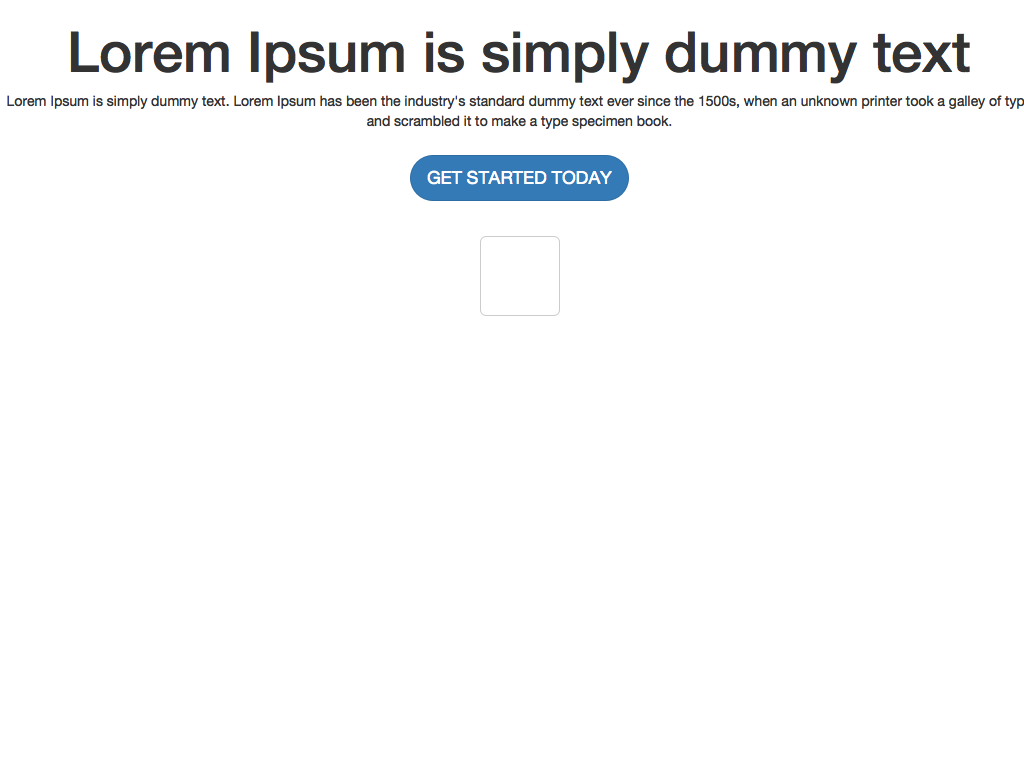 Lorem Ipsum is simply dummy text
Lorem Ipsum is simply dummy text. Lorem Ipsum has been the industry's standard dummy text ever since the 1500s, when an unknown printer took a galley of typ
and scrambled it to make a type specimen book.
GET STARTED TODAY